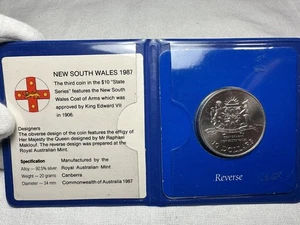 NEW SOUTH WALES 1987
The third coin in the $10 "State
Series" features the New South
Wales Coat of Arms which was
approved by King Edward VII
in 1906.
Designers
The obverse design of the coin features the effigy of
Her Majesty the Queen designed by Mr Raphael
Maklouf. The reverse design was prepared at the
Royal Australian Mint.
Specification
Alloy — 92.5% silver
Weight — 20 grams
Diameter — 34 mm
Manufactured by the
Royal Australian Mint
Canberra
Commonwealth of Australia 1987
10 DOLLARS
Reverse